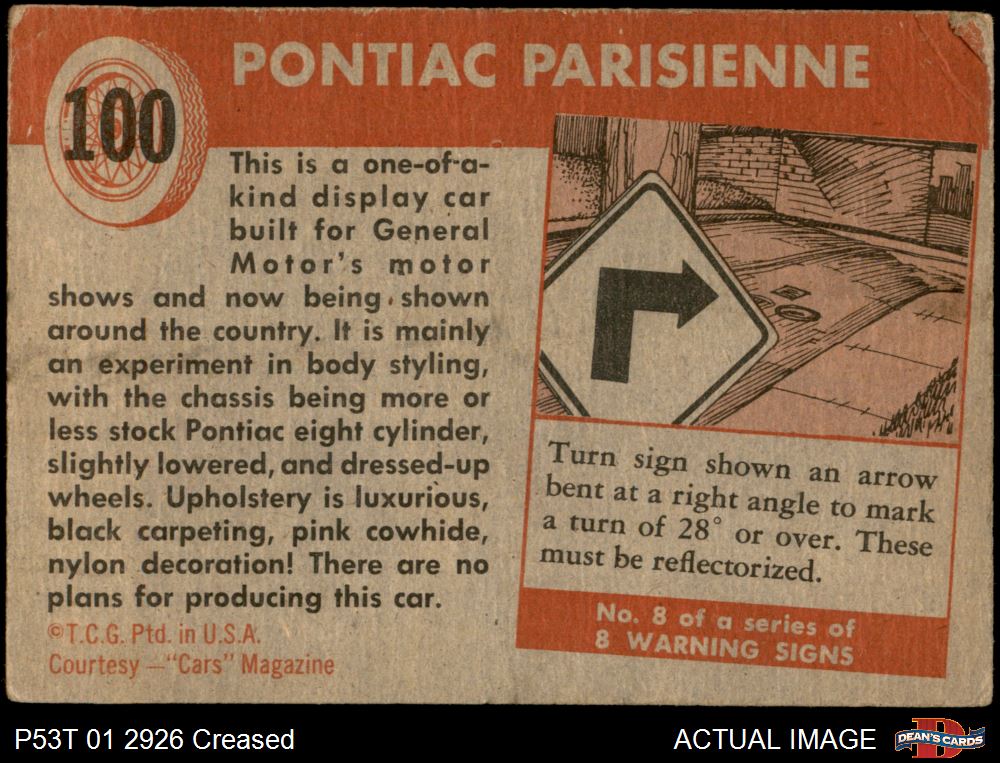 100
PONTIAC PARISIENNE
This is a one-of-a-
kind display car
built for General
Motor's motor
shows and now being shown
around the country. It is mainly
an experiment in body styling,
with the chassis being more or
less stock Pontiac eight cylinder,
slightly lowered, and dressed-up
wheels. Upholstery is luxurious,
black carpeting, pink cowhide,
nylon decoration! There are no
plans for producing this car.
©T.C.G. Ptd. in U.S.A.
Courtesy —"Cars" Magazine
Turn sign shown an arrow
bent at a right angle to mark
a turn of 28° or over. These
must be reflectorized.
No. 8 of a series of
8 WARNING SIGNS
P53T 01 2926 Creased
ACTUAL IMAGE
DEAN'S CARDS